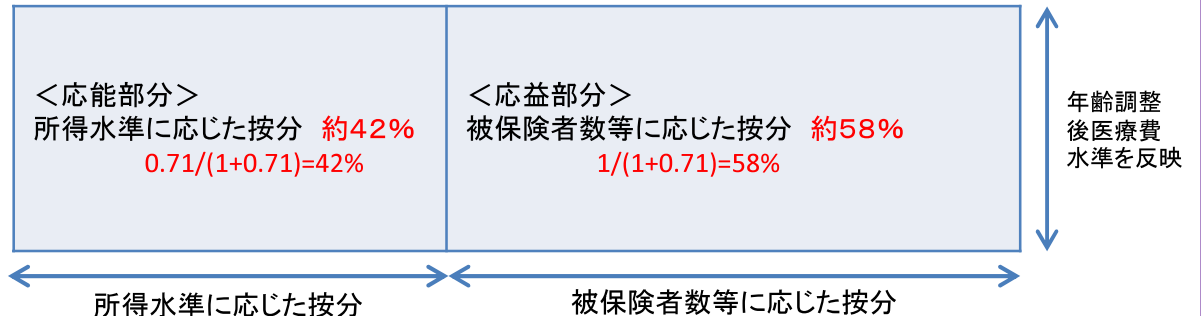 ＜応能部分＞
所得水準に応じた按分　約４２％
0.71/(1+0.71)=42%
＜応益部分＞
被保険者数等に応じた按分　約５８％
1/(1+0.71)=58%
年齢調整
後医療費
水準を反映
所得水準に応じた按分
被保険者数等に応じた按分